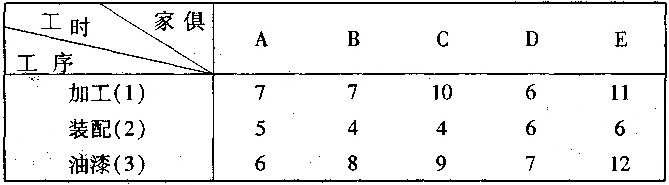 工时 家俱 A B C D E
工序
加工(1) 7 7 10 6 11
装配(2) 5 4 4 6 6
油漆(3) 6 8 9 7 12